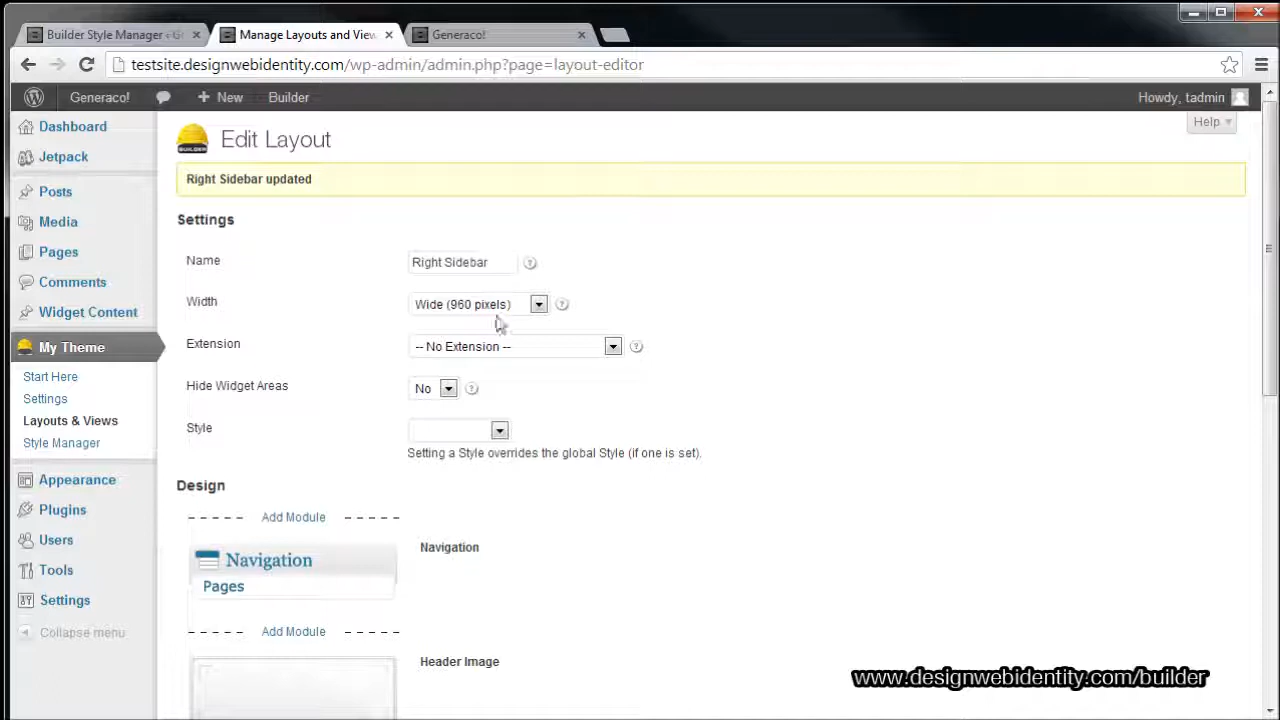 Builder Style Manager ‹ Ge
Manage Layouts and View
Generaco!
testsite.designwebidentity.com/wp-admin/admin.php?page=layout-editor
Generaco!
+ New
Builder
Howdy, tadmin
Help
Dashboard
Jetpack
Posts
Media
Pages
Comments
Widget Content
My Theme
Start Here
Settings
Layouts & Views
Style Manager
Appearance
Plugins
Users
Tools
Settings
Collapse menu
BUILDER
Edit Layout
Right Sidebar updated
Settings
Name
Right Sidebar
?
Width
Wide (960 pixels)
?
Extension
-- No Extension --
?
Hide Widget Areas
No
?
Style
Setting a Style overrides the global Style (if one is set).
Design
Add Module
Navigation
Pages
Navigation
Add Module
Header Image
www.designwebidentity.com/builder